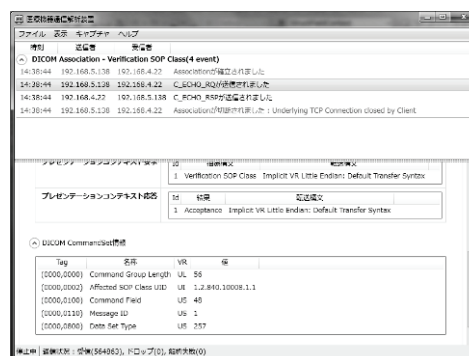 医療機器通信解析装置
ファイル 表示 キャプチャ ヘルプ
時刻 送信者 受信者
DICOM Association - Verification SOP Class(4 event)
14:38:44 192.168.5.138 192.168.4.22 Associationが確立されました
14:38:44 192.168.5.138 192.168.4.22 C_ECHO_RQが送信されました
14:38:44 192.168.4.22 192.168.5.138 C_ECHO_RSPが送信されました
14:38:44 192.168.5.138 192.168.4.22 Associationが切断されました : Underlying TCP Connection closed by Client
プレゼンテーションコンテキスト要求 Id 抽象構文 転送構文
1 Verification SOP Class Implicit VR Little Endian: Default Transfer Syntax
プレゼンテーションコンテキスト応答 Id 結果 転送構文
1 Acceptance Implicit VR Little Endian: Default Transfer Syntax
DICOM CommandSet情報
Tag 名称 VR 値
(0000,0000) Command Group Length UL 56
(0000,0002) Affected SOP Class UID UI 1.2.840.10008.1.1
(0000,0100) Command Field US 48
(0000,0110) Message ID US 1
(0000,0800) Data Set Type US 257
停止中 通信状況 : 受信(564863), ドロップ(0), 解析失敗(0)